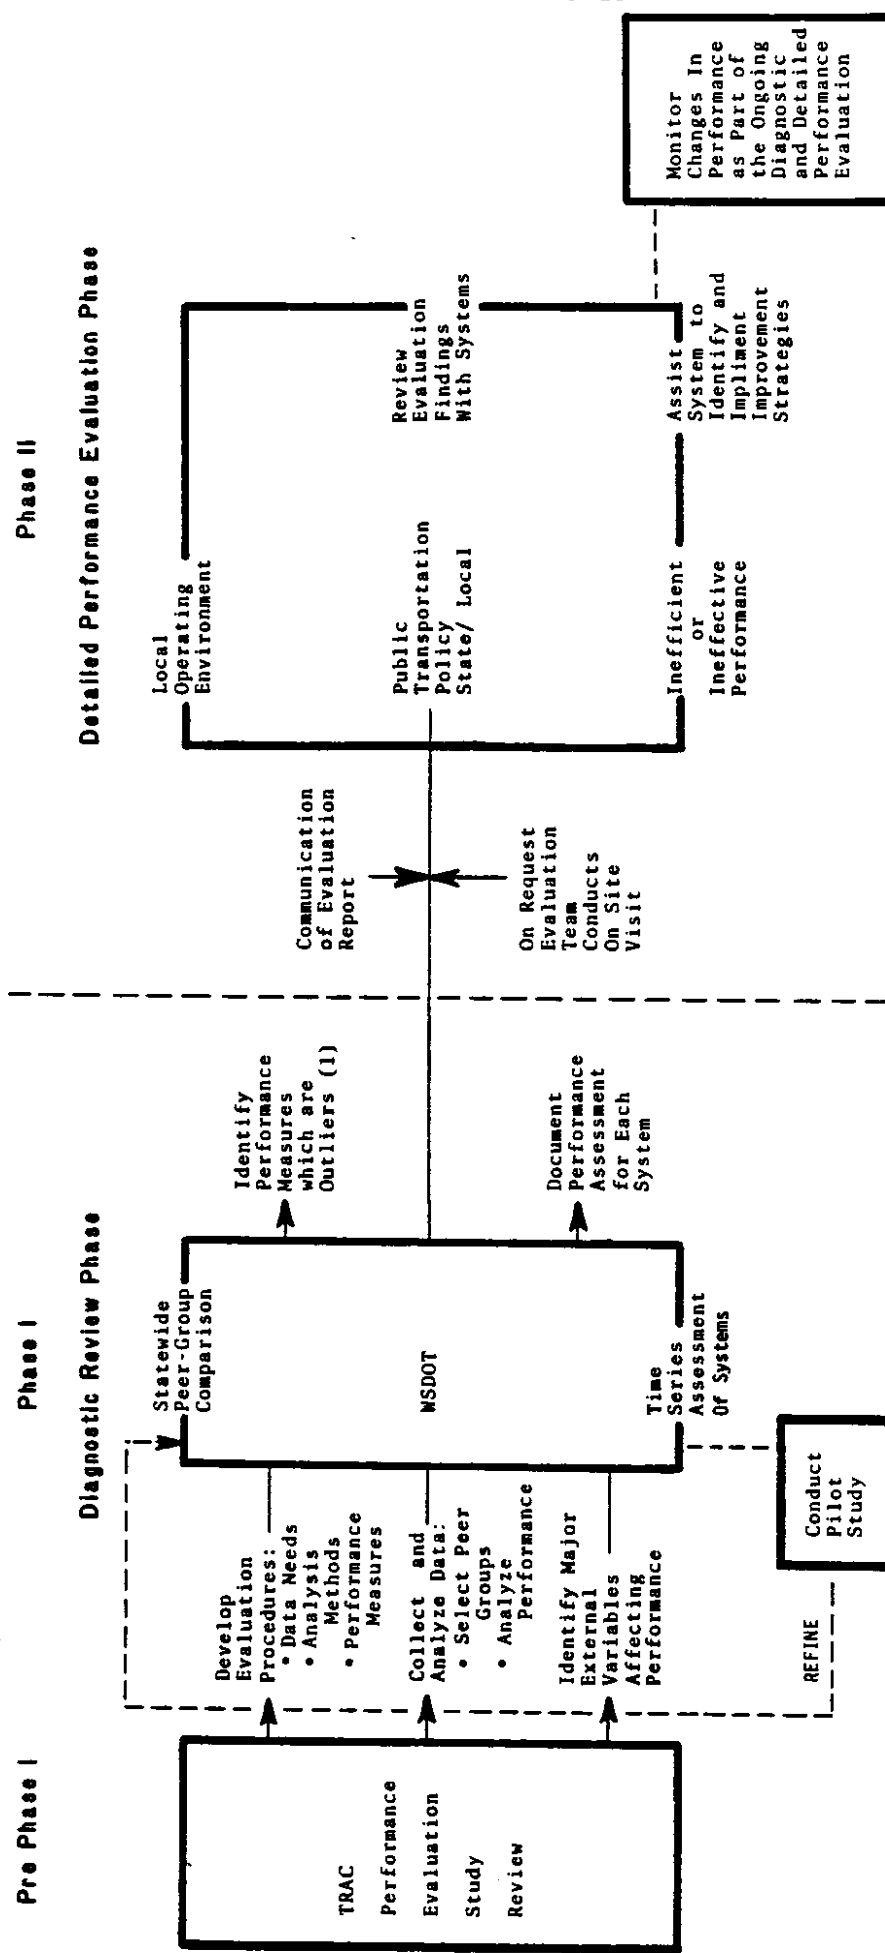 Pre Phase I
Phase I
Phase II
Diagnostic Review Phase
Detailed Performance Evaluation Phase
TRAC
Performance
Evaluation
Study
Review
Develop
Evaluation
Procedures:
• Data Needs
• Analysis
Methods
• Performance
Measures
Collect and
Analyze Data:
• Select Peer
Groups
• Analyze
Performance
Identify Major
External
Variables
Affecting
Performance
REFINE
Conduct
Pilot
Study
Statewide
Peer-Group
Comparison
WSDOT
Time
Series
Assessment
Of Systems
Identify
Performance
Measures
which are
Outliers (1)
Document
Performance
Assessment
for Each
System
Communication
of Evaluation
Report
On Request
Evaluation
Team
Conducts
On Site
Visit
Local
Operating
Environment
Public
Transportation
Policy
State/ Local
Inefficient
or
Ineffective
Performance
Review
Evaluation
Findings
With Systems
Assist
System to
Identify and
Impliment
Improvement
Strategies
Monitor
Changes In
Performance
as Part of
the Ongoing
Diagnostic
and Detailed
Performance
Evaluation